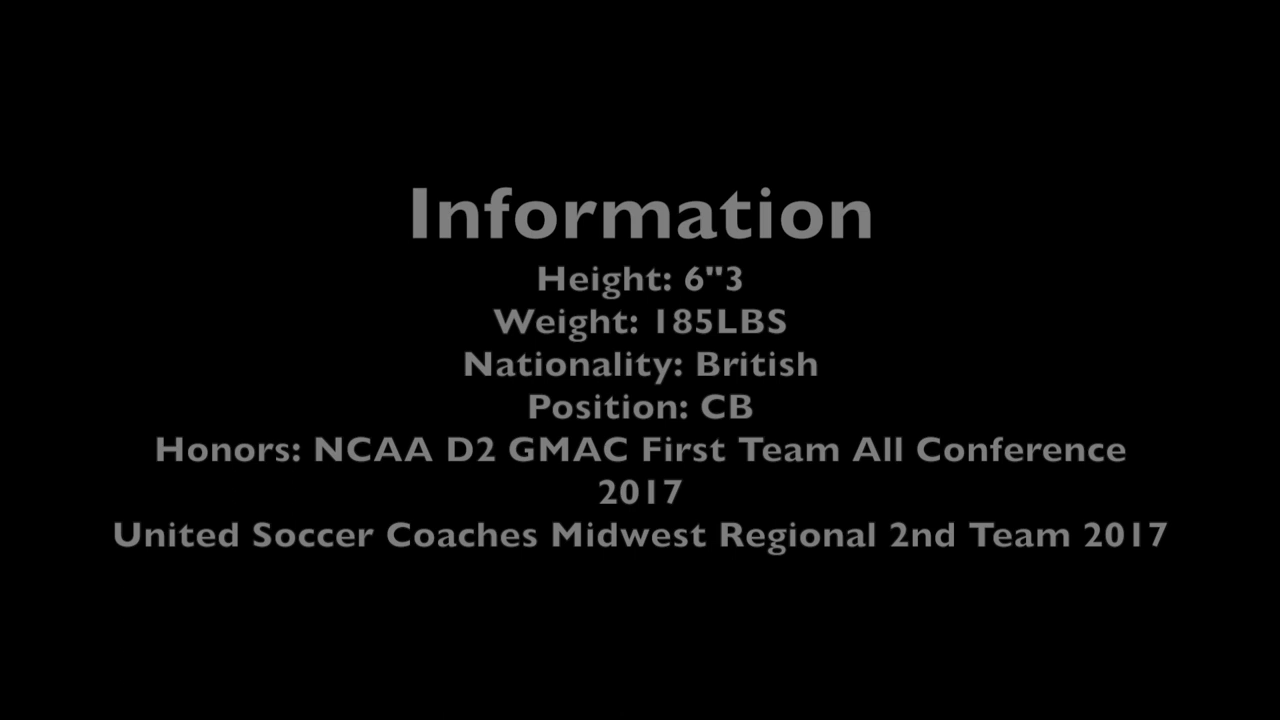 Information
Height: 6"3
Weight: 185LBS
Nationality: British
Position: CB
Honors: NCAA D2 GMAC First Team All Conference
2017
United Soccer Coaches Midwest Regional 2nd Team 2017